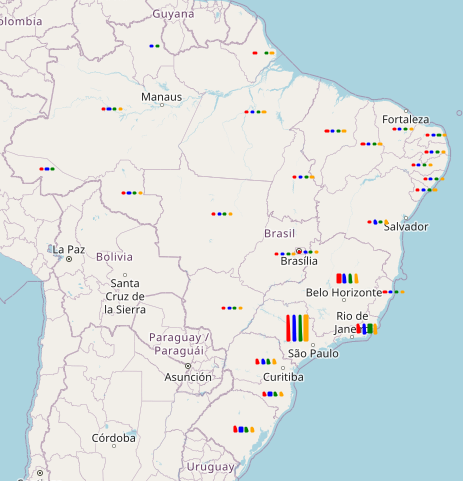 Guyana
olombia
Manaus
Fortaleza
Brasil
Salvador
Brasília
La Paz
Bolivia
Santa
Cruz de
la Sierra
Belo Horizonte
Rio de
Jane
Paraguay /
Paraguái
São Paulo
Asunción
Curitiba
Córdoba
Uruguay